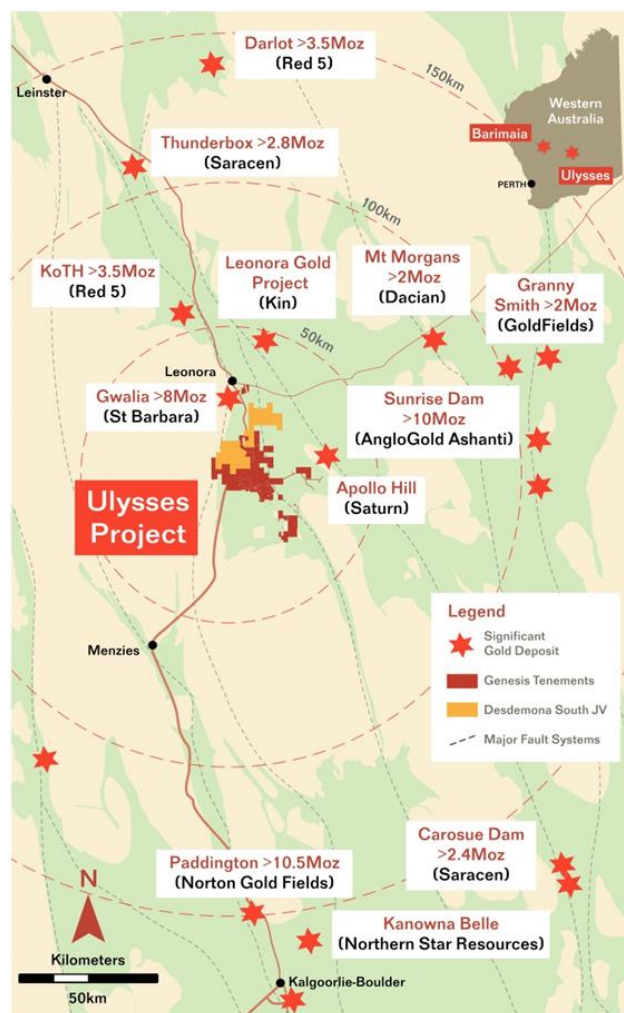 Darlot >3.5Moz
(Red 5)
150km
Leinster
Western
Australia
Barimaia
Ulysses
PERTH
Thunderbox >2.8Moz
(Saracen)
100km
KoTH >3.5Moz
(Red 5)
Leonora Gold
Project
(Kin)
Mt Morgans
>2Moz
(Dacian)
Granny
Smith >2Moz
(GoldFields)
50km
Leonora
Gwalia >8Moz
(St Barbara)
Sunrise Dam
>10Moz
(AngloGold Ashanti)
Apollo Hill
(Saturn)
Ulysses
Project
Menzies
Legend
Significant
Gold Deposit
Genesis Tenements
Desdemona South JV
Major Fault Systems
Carosue Dam
>2.4Moz
(Saracen)
Paddington >10.5Moz
(Norton Gold Fields)
Kanowna Belle
(Northern Star Resources)
N
Kilometers
50km
Kalgoorlie-Boulder